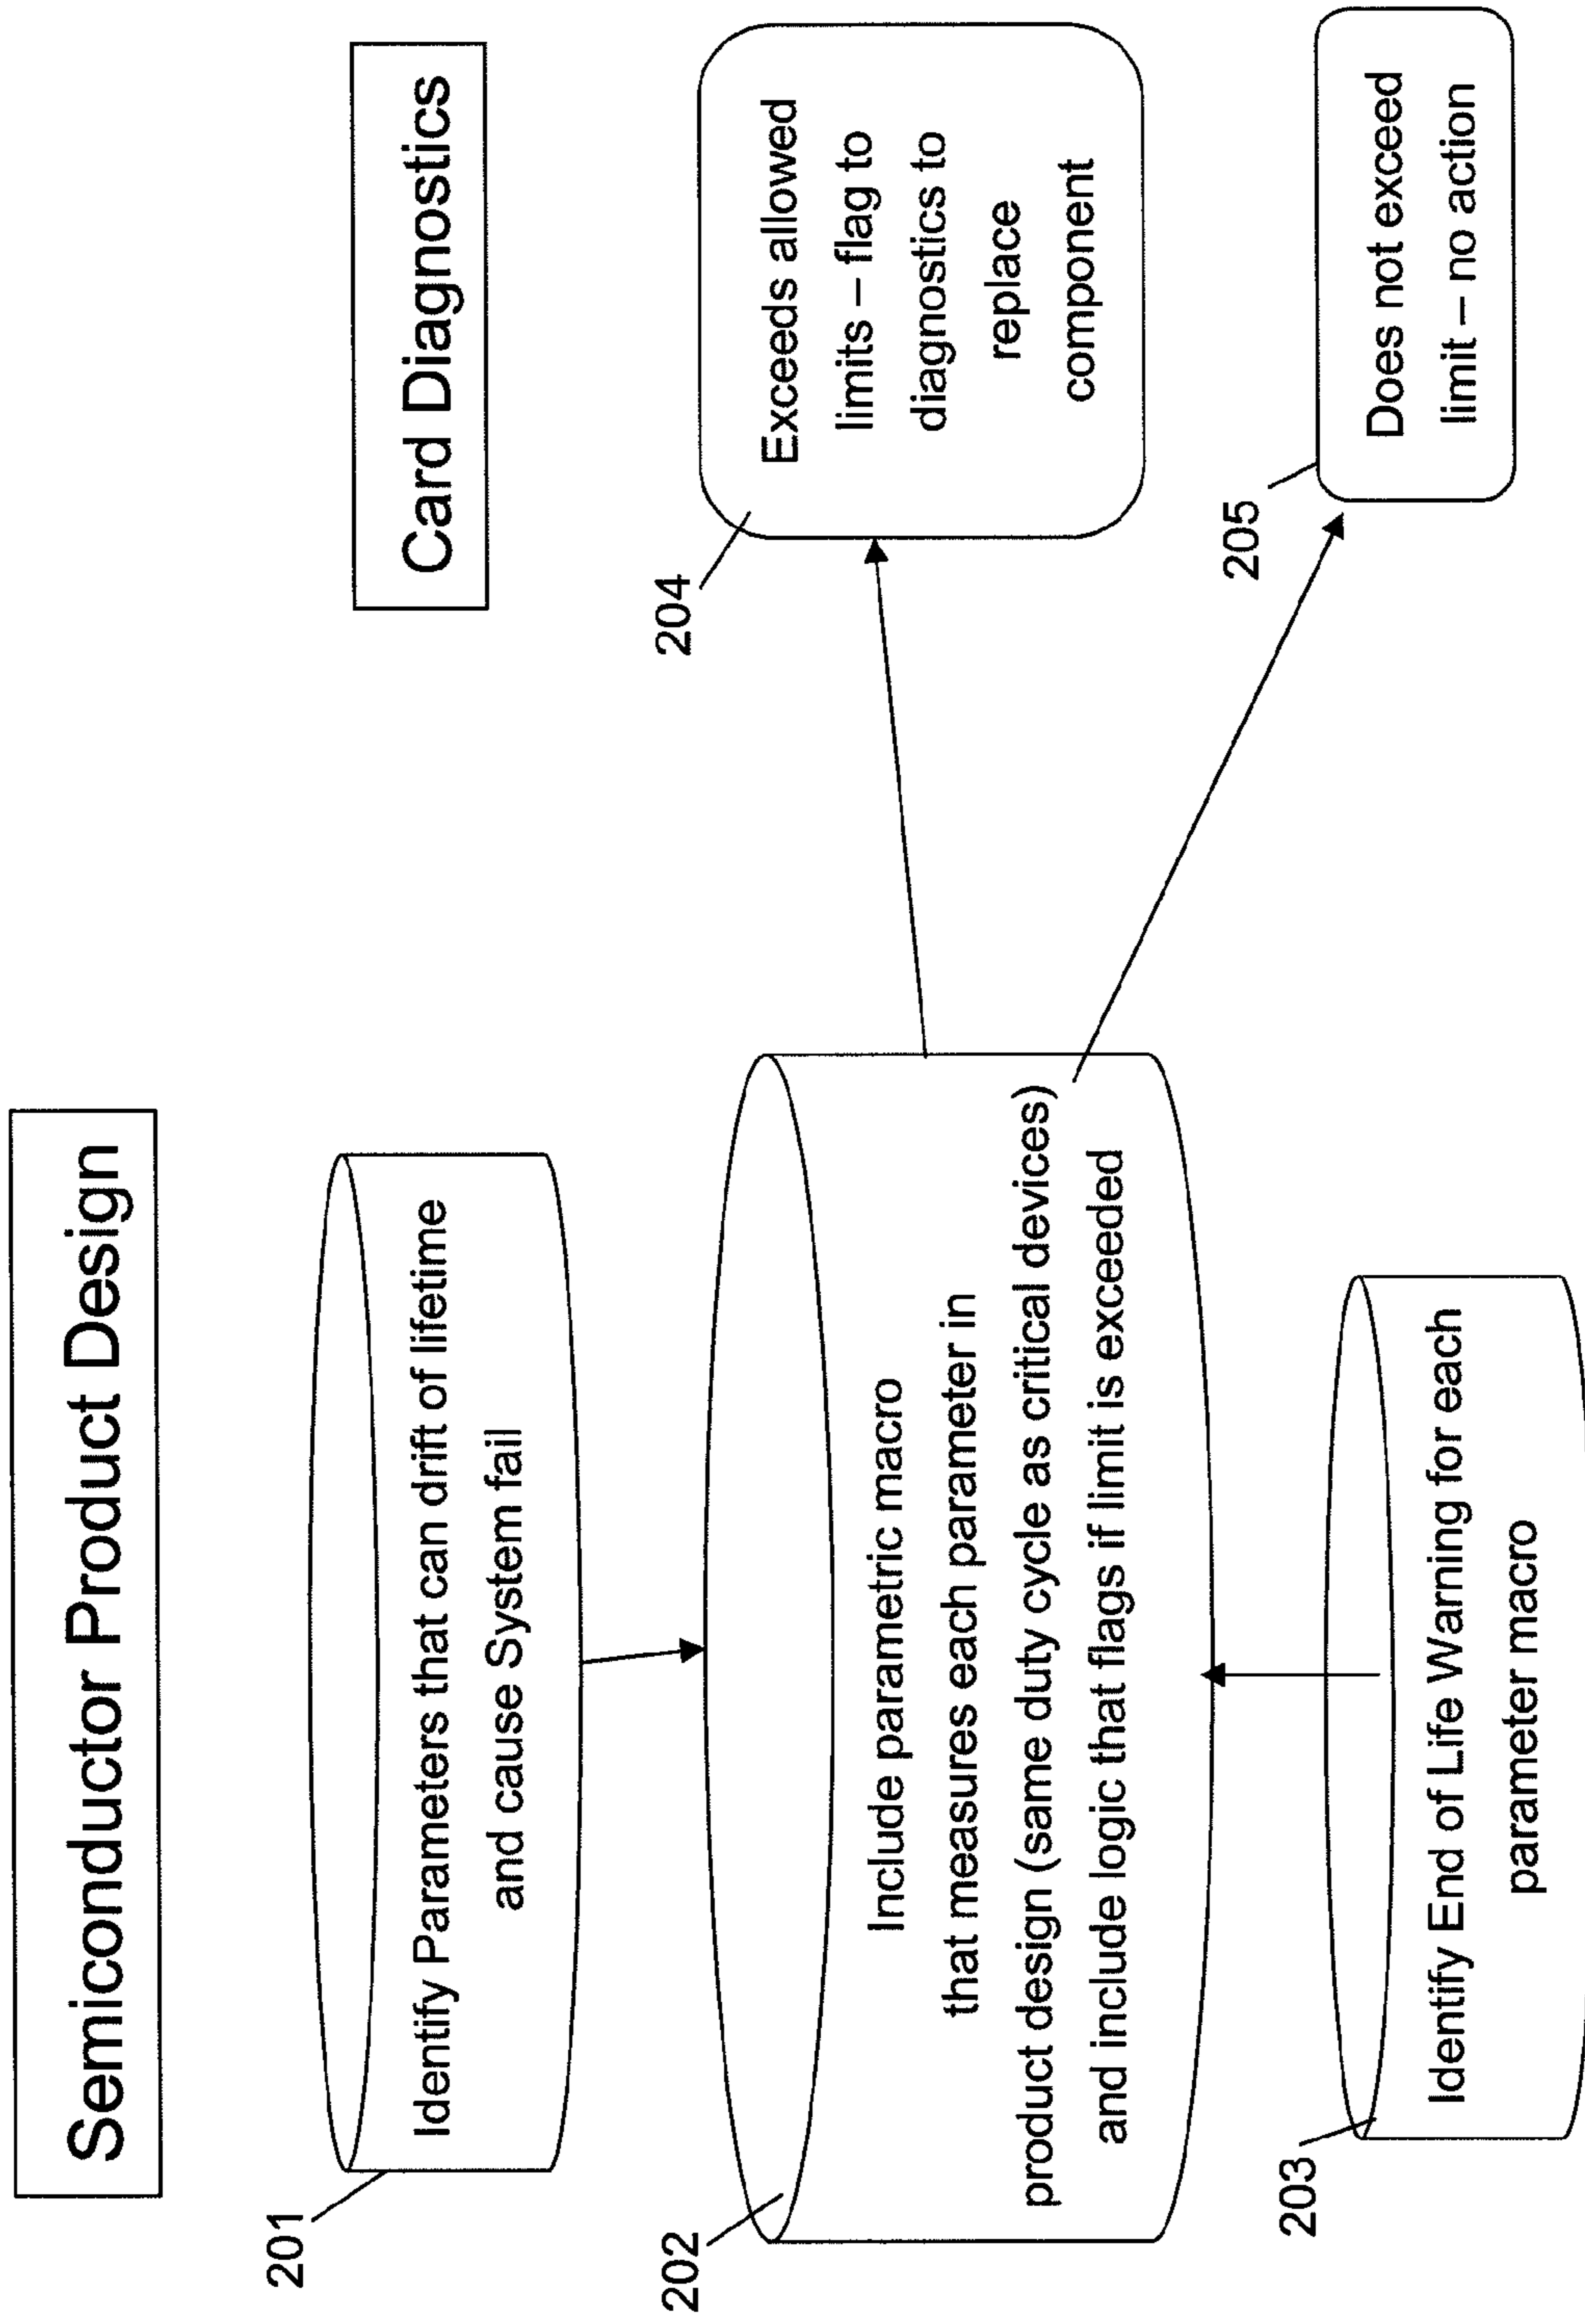 Semiconductor Product Design
Card Diagnostics
201
Identify Parameters that can drift of lifetime
and cause System fail
202
Include parametric macro
that measures each parameter in
product design (same duty cycle as critical devices)
and include logic that flags if limit is exceeded
203
Identify End of Life Warning for each
parameter macro
204
Exceeds allowed
limits – flag to
diagnostics to
replace
component
205
Does not exceed
limit – no action